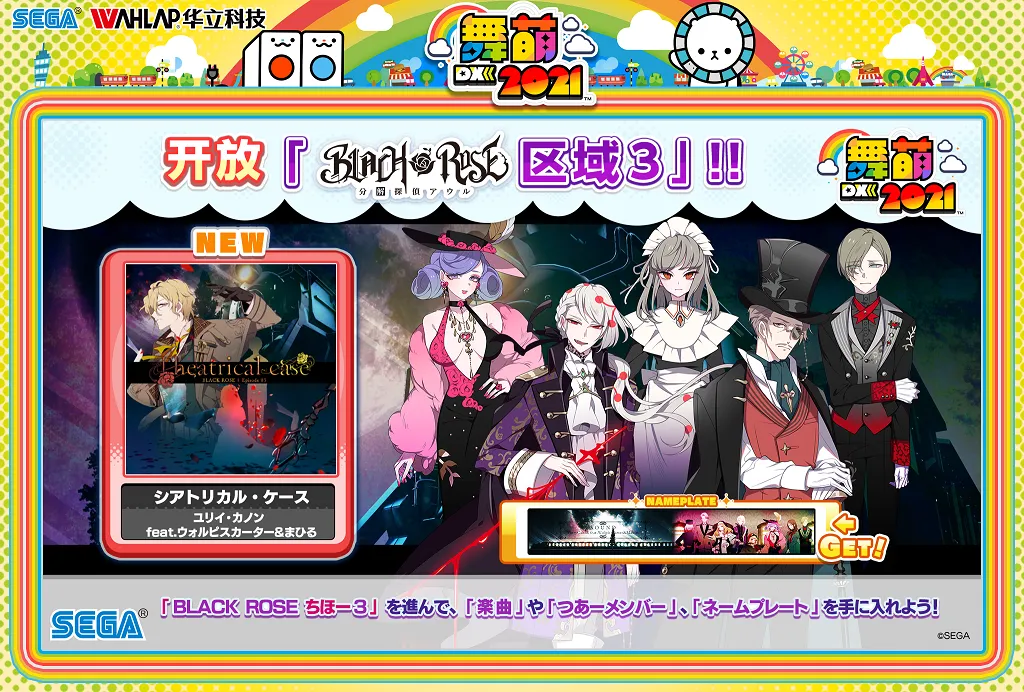 SEGA® WAHLAP 华立科技
舞萌
DX
2021™
开放「BLACK ROSE 区域3」!!
分解探偵アウル
舞萌
DX
2021™
NEW
Theatrical case
BLACK ROSE | Episode 03
シアトリカル・ケース
ユリイ・カノン
feat.ウォルピスカーター&まひる
NAMEPLATE
GET!
「BLACK ROSE ちほー3」を進んで、「楽曲」や「つあーメンバー」、「ネームプレート」を手に入れよう!
SEGA®
©SEGA